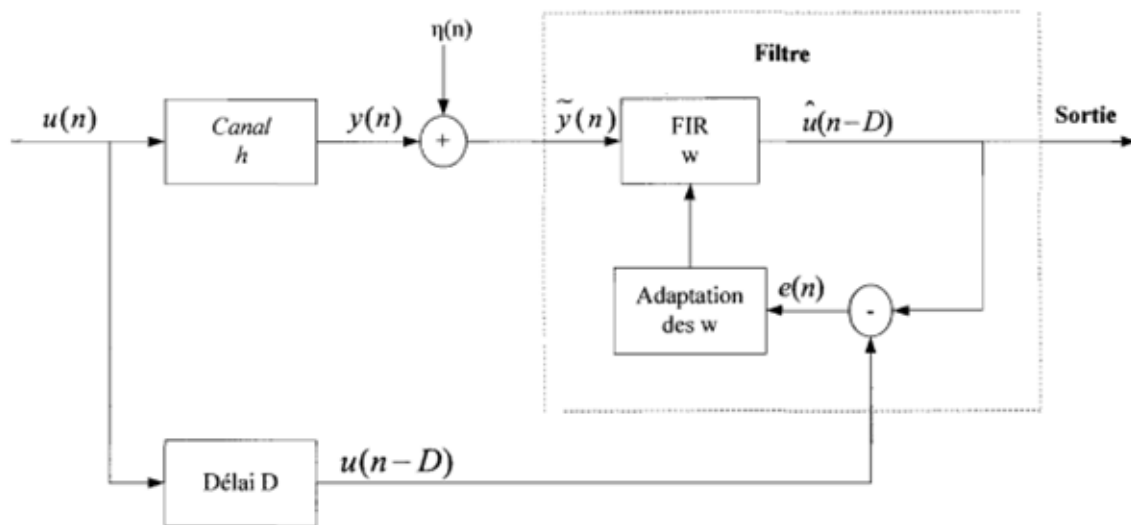 η(n)
Filtre
u(n)
Canal
h
y(n)
+
ỹ(n)
FIR
w
û(n-D)
Sortie
Adaptation
des w
e(n)
-
Délai D
u(n-D)